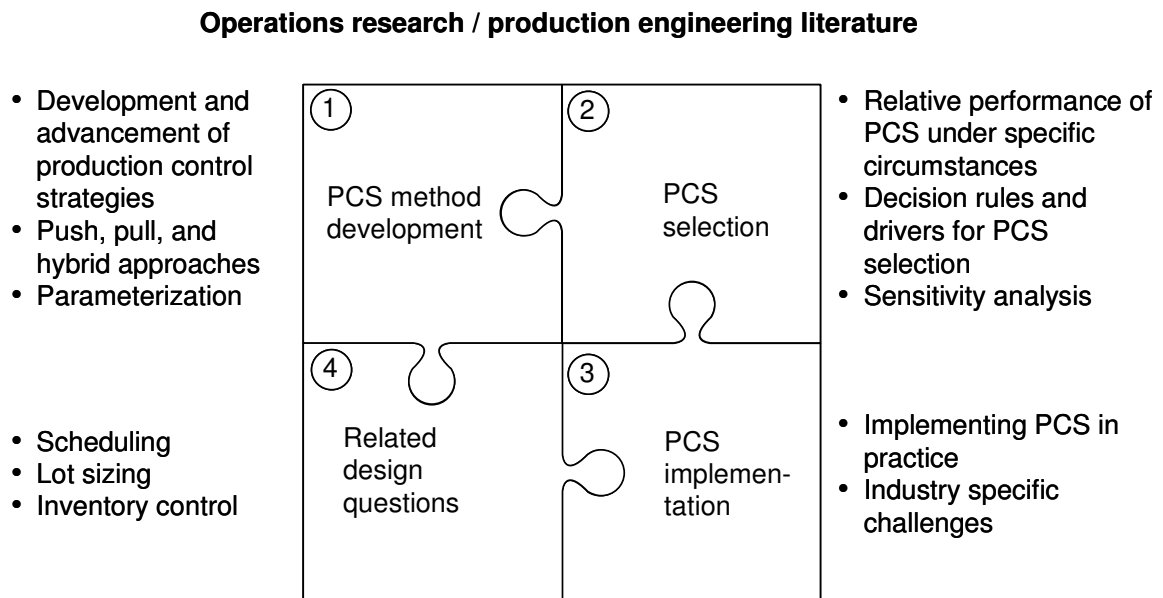 Operations research / production engineering literature
• Development and
advancement of
production control
strategies
• Push, pull, and
hybrid approaches
• Parameterization
1
PCS method
development
2
PCS
selection
• Relative performance of
PCS under specific
circumstances
• Decision rules and
drivers for PCS
selection
• Sensitivity analysis
• Scheduling
• Lot sizing
• Inventory control
4
Related
design
questions
3
PCS
implemen-
tation
• Implementing PCS in
practice
• Industry specific
challenges